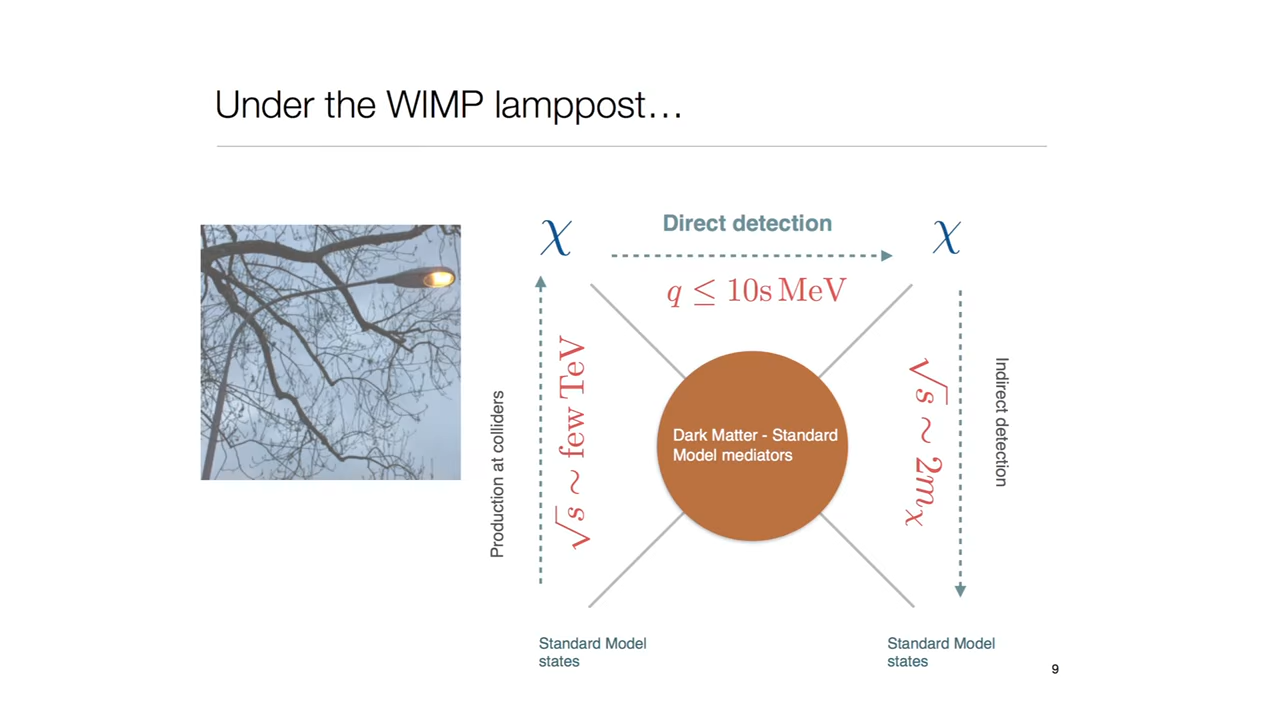 Under the WIMP lamppost…
χ
Direct detection
χ
q ≤ 10s MeV
Production at colliders
√s ∼ few TeV
Dark Matter - Standard
Model mediators
√s ∼ 2mχ
Indirect detection
Standard Model
states
Standard Model
states
9